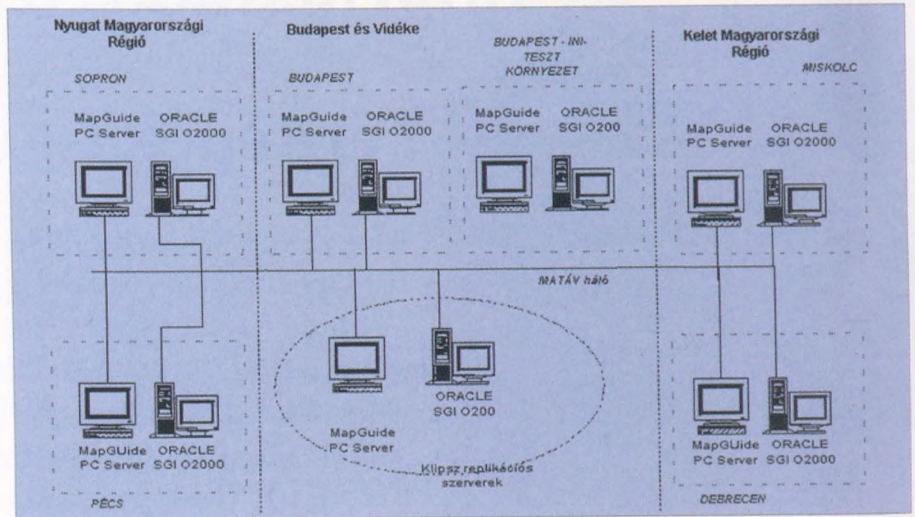 Nyugat Magyarországi
Régió
SOPRON
MapGuide
PC Server
ORACLE
SGI O2000
MapGUide
PC Server
ORACLE
SGI O2000
PÉCS
Budapest és Vidéke
BUDAPEST
MapGuide
PC Server
ORACLE
SGI O2000
BUDAPEST - INI-
TESZT
KÖRNYEZET
MapGuide
PC Server
ORACLE
SGI O200
MATÁV háló
MapGuide
PC Server
ORACLE
SGI O200
Klipsz replikációs
szerverek
Kelet Magyarországi
Régió
MISKOLC
MapGuide
PC Server
ORACLE
SGI O2000
MapGUide
PC Server
ORACLE
SGI O2000
DEBRECEN